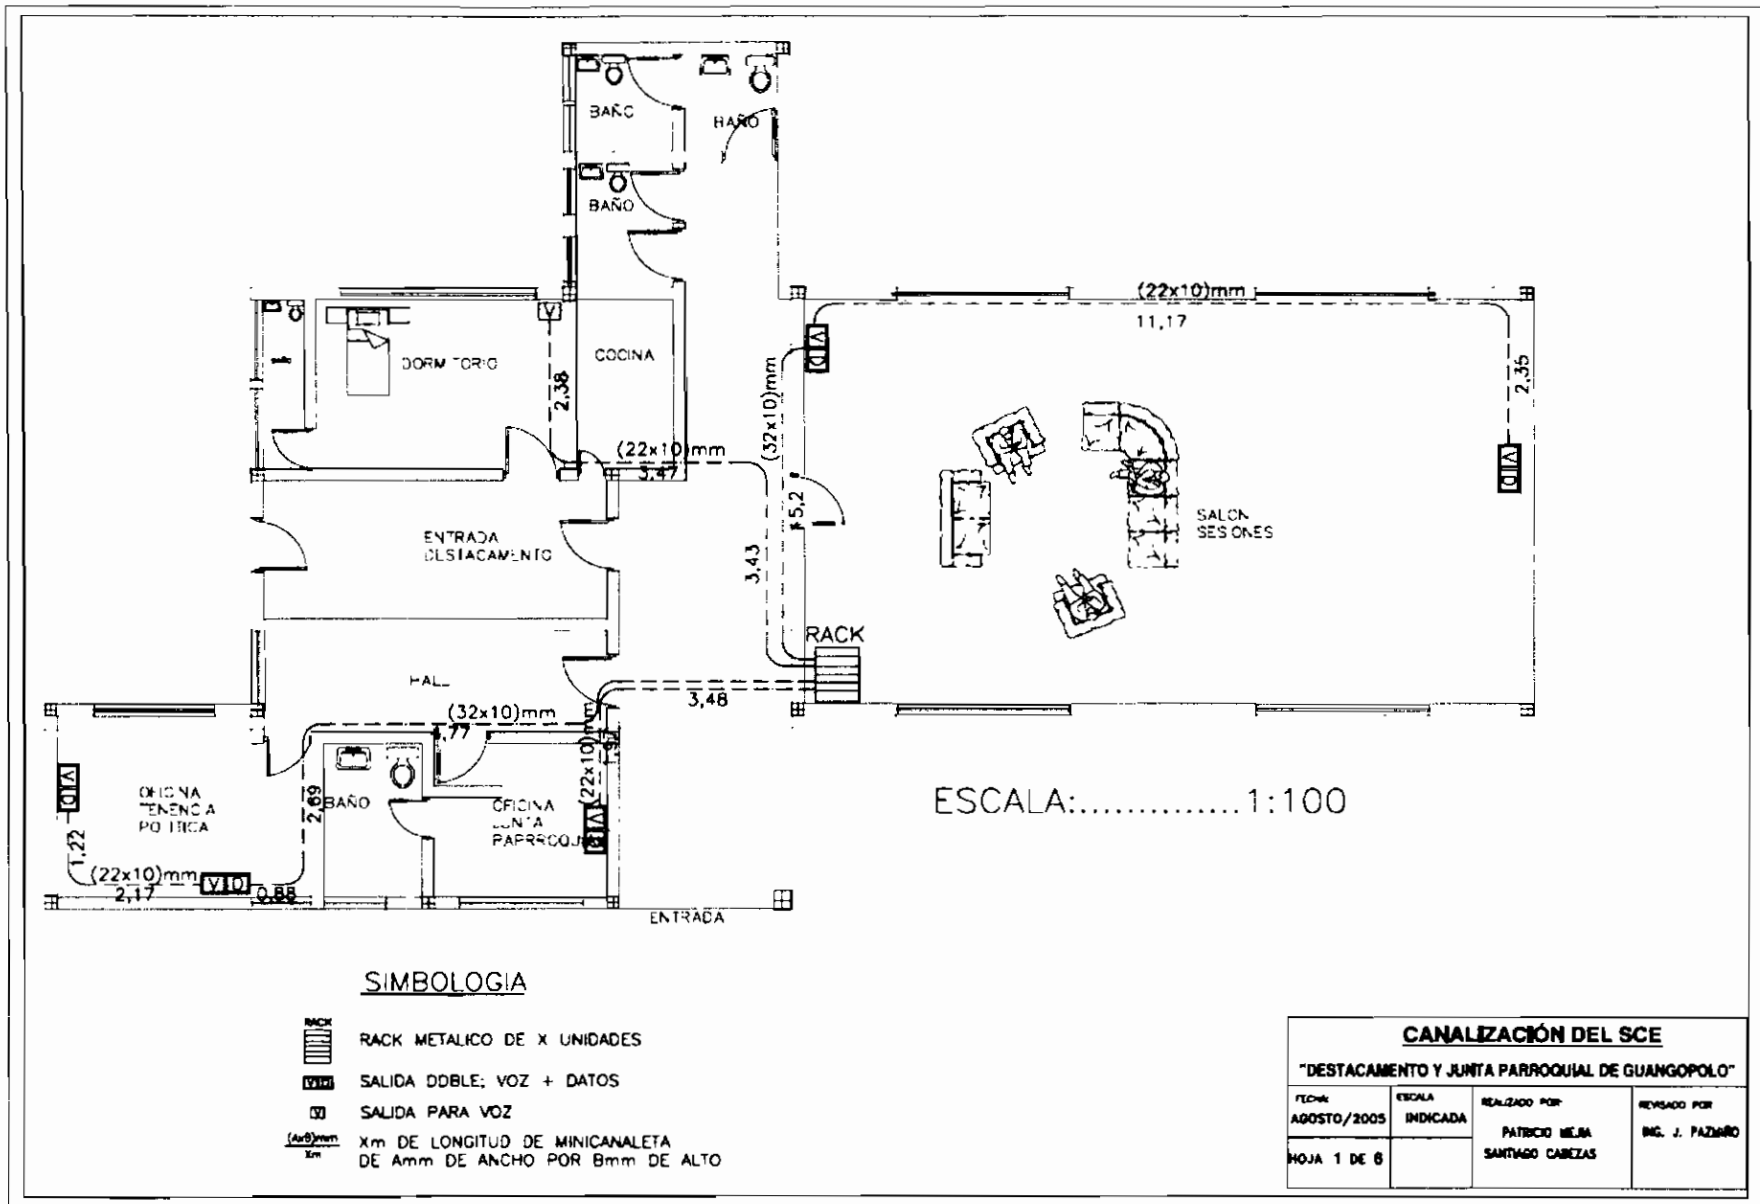 BAÑO
BAÑO
BAÑO
(22x10)mm
11,17
DORMITORIO
COCINA
2,38
(32x10)mm
2,35
(22x10)mm
3,47
5,2
SALON
SESIONES
ENTRADA
DESTACAMENTO
3,43
RACK
HALL
3,48
(32x10)mm
,77
(22x10)mm
OFICINA
TENENCIA
POLITICA
2,69
BAÑO
OFICINA
JUNTA
1,22
(22x10)mm
2,17
0,88
ENTRADA
ESCALA:..............1:100
SIMBOLOGIA
RACK
RACK METALICO DE X UNIDADES
V D
SALIDA DOBLE; VOZ + DATOS
V
SALIDA PARA VOZ
(AxB)mm
Xm
Xm DE LONGITUD DE MINICANALETA
DE Amm DE ANCHO POR Bmm DE ALTO
CANALIZACIÓN DEL SCE
"DESTACAMENTO Y JUNTA PARROQUIAL DE GUANGOPOLO"
FECHA:
AGOSTO/2005
ESCALA
INDICADA
REALIZADO POR:
PATRICIO MEJIA
SANTIAGO CABEZAS
REVISADO POR
ING. J. PAZMIÑO
HOJA 1 DE 6